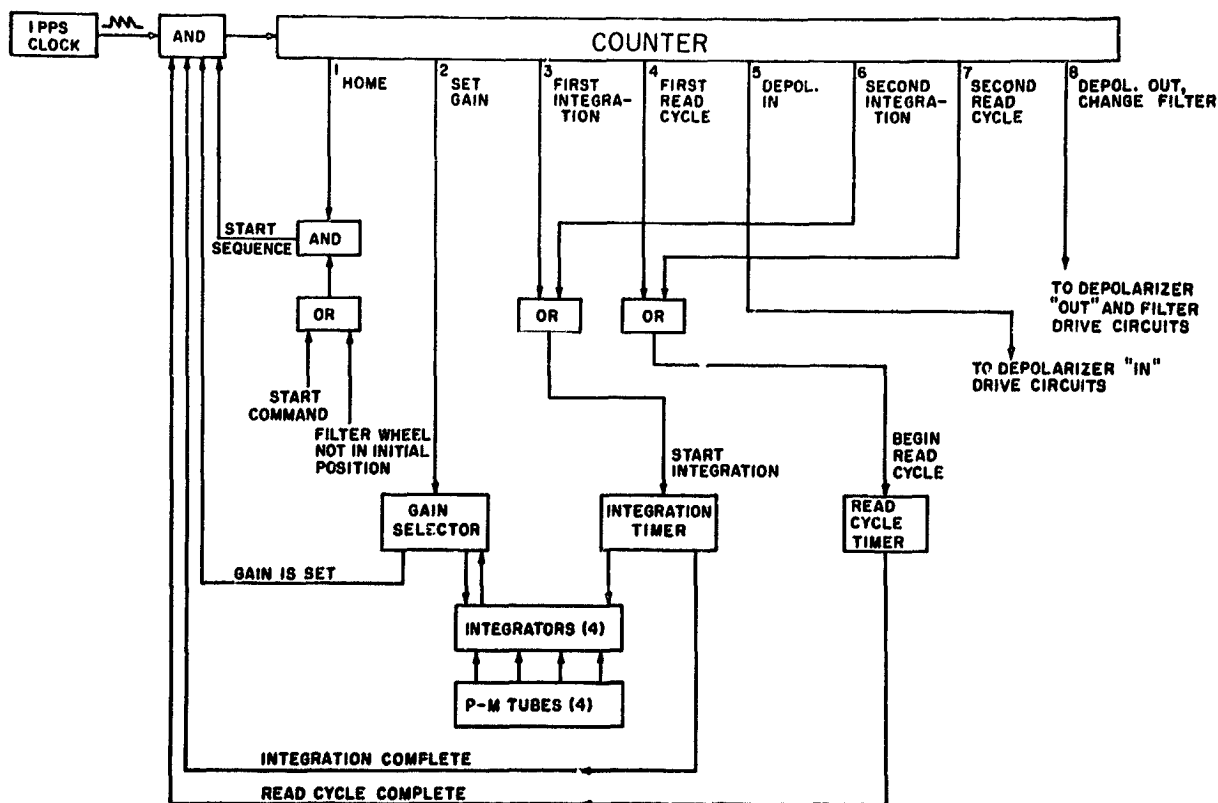 1 PPS
CLOCK
AND
COUNTER
1
HOME
2
SET
GAIN
3
FIRST
INTEGRA-
TION
4
FIRST
READ
CYCLE
5
DEPOL.
IN
6
SECOND
INTEGRA-
TION
7
SECOND
READ
CYCLE
8
DEPOL. OUT,
CHANGE FILTER
START
SEQUENCE
AND
OR
START
COMMAND
FILTER WHEEL
NOT IN INITIAL
POSITION
OR
OR
TO DEPOLARIZER
"OUT" AND FILTER
DRIVE CIRCUITS
TO DEPOLARIZER "IN"
DRIVE CIRCUITS
START
INTEGRATION
BEGIN
READ
CYCLE
GAIN
SELECTOR
INTEGRATION
TIMER
READ
CYCLE
TIMER
GAIN IS SET
INTEGRATORS (4)
P-M TUBES (4)
INTEGRATION COMPLETE
READ CYCLE COMPLETE